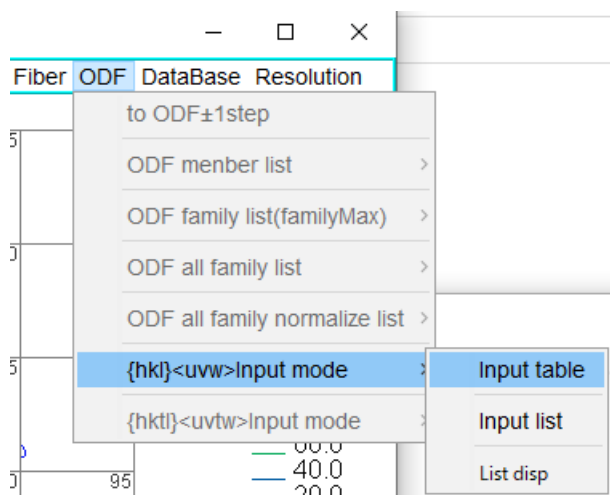 Fiber ODF DataBase Resolution
to ODF±1step
ODF menber list
ODF family list(familyMax)
ODF all family list
ODF all family normalize list
{hkl}<uvw>Input mode
Input table
{hktl}<uvtw>Input mode
Input list
List disp
40.0
95